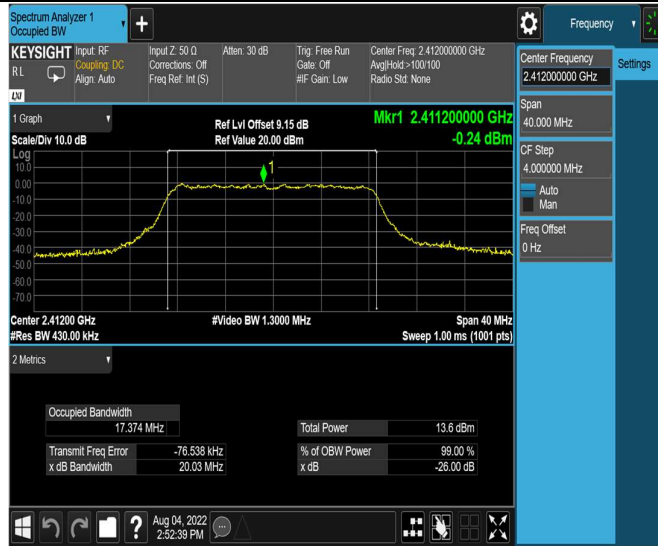 Spectrum Analyzer 1
Occupied BW
+
Frequency
KEYSIGHT
R L
LXI
Input: RF
Coupling: DC
Align: Auto
Input Z: 50 Ω
Corrections: Off
Freq Ref: Int (S)
Atten: 30 dB
Trig: Free Run
Gate: Off
#IF Gain: Low
Center Freq: 2.412000000 GHz
Avg|Hold:>100/100
Radio Std: None
Center Frequency
2.412000000 GHz
Settings
Span
40.000 MHz
CF Step
4.000000 MHz
Auto
Man
Freq Offset
0 Hz
1 Graph
Scale/Div 10.0 dB
Ref Lvl Offset 9.15 dB
Ref Value 20.00 dBm
Mkr1 2.411200000 GHz
-0.24 dBm
Log
10.0
0.00
-10.0
-20.0
-30.0
-40.0
-50.0
-60.0
-70.0
1
Center 2.41200 GHz
#Res BW 430.00 kHz
#Video BW 1.3000 MHz
Span 40 MHz
Sweep 1.00 ms (1001 pts)
2 Metrics
Occupied Bandwidth
17.374 MHz
Total Power 13.6 dBm
Transmit Freq Error -76.538 kHz
% of OBW Power 99.00 %
x dB Bandwidth 20.03 MHz
x dB -26.00 dB
?
Aug 04, 2022
2:52:39 PM